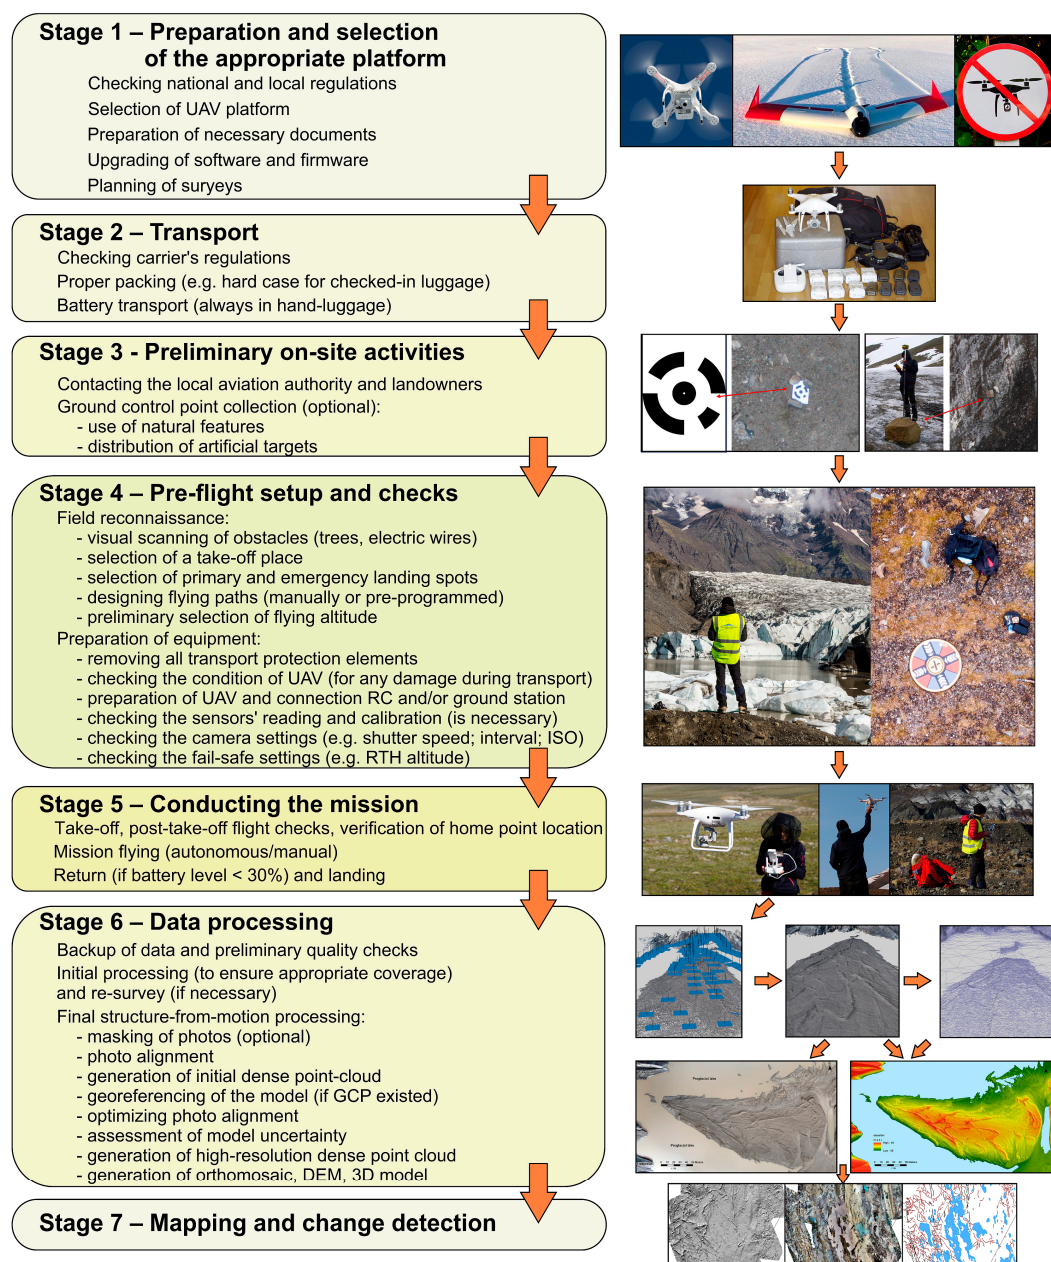 Stage 1 – Preparation and selection
of the appropriate platform
Checking national and local regulations
Selection of UAV platform
Preparation of necessary documents
Upgrading of software and firmware
Planning of surveys
Stage 2 – Transport
Checking carrier's regulations
Proper packing (e.g. hard case for checked-in luggage)
Battery transport (always in hand-luggage)
Stage 3 - Preliminary on-site activities
Contacting the local aviation authority and landowners
Ground control point collection (optional):
- use of natural features
- distribution of artificial targets
Stage 4 – Pre-flight setup and checks
Field reconnaissance:
- visual scanning of obstacles (trees, electric wires)
- selection of a take-off place
- selection of primary and emergency landing spots
- designing flying paths (manually or pre-programmed)
- preliminary selection of flying altitude
Preparation of equipment:
- removing all transport protection elements
- checking the condition of UAV (for any damage during transport)
- preparation of UAV and connection RC and/or ground station
- checking the sensors' reading and calibration (is necessary)
- checking the camera settings (e.g. shutter speed; interval; ISO)
- checking the fail-safe settings (e.g. RTH altitude)
Stage 5 – Conducting the mission
Take-off, post-take-off flight checks, verification of home point location
Mission flying (autonomous/manual)
Return (if battery level < 30%) and landing
Stage 6 – Data processing
Backup of data and preliminary quality checks
Initial processing (to ensure appropriate coverage)
and re-survey (if necessary)
Final structure-from-motion processing:
- masking of photos (optional)
- photo alignment
- generation of initial dense point-cloud
- georeferencing of the model (if GCP existed)
- optimizing photo alignment
- assessment of model uncertainty
- generation of high-resolution dense point cloud
- generation of orthomosaic, DEM, 3D model
Stage 7 – Mapping and change detection
Proglacial lake
Proglacial lake